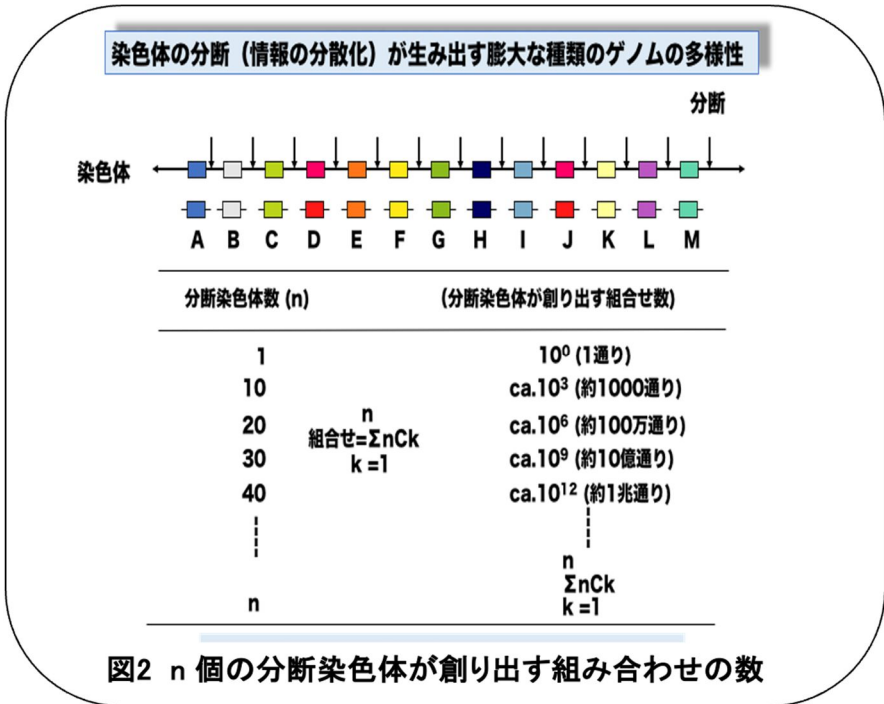 染色体の分断（情報の分散化）が生み出す膨大な種類のゲノムの多様性
分断
染色体
A B C D E F G H I J K L M
分断染色体数 (n) (分断染色体が創り出す組合せ数)
1 10⁰ (1通り)
10 ca.10³ (約1000通り)
20 ca.10⁶ (約100万通り)
30 ca.10⁹ (約10億通り)
40 ca.10¹² (約1兆通り)
n
組合せ=ΣnCk
k =1
n
n
ΣnCk
k =1
図2 n 個の分断染色体が創り出す組み合わせの数